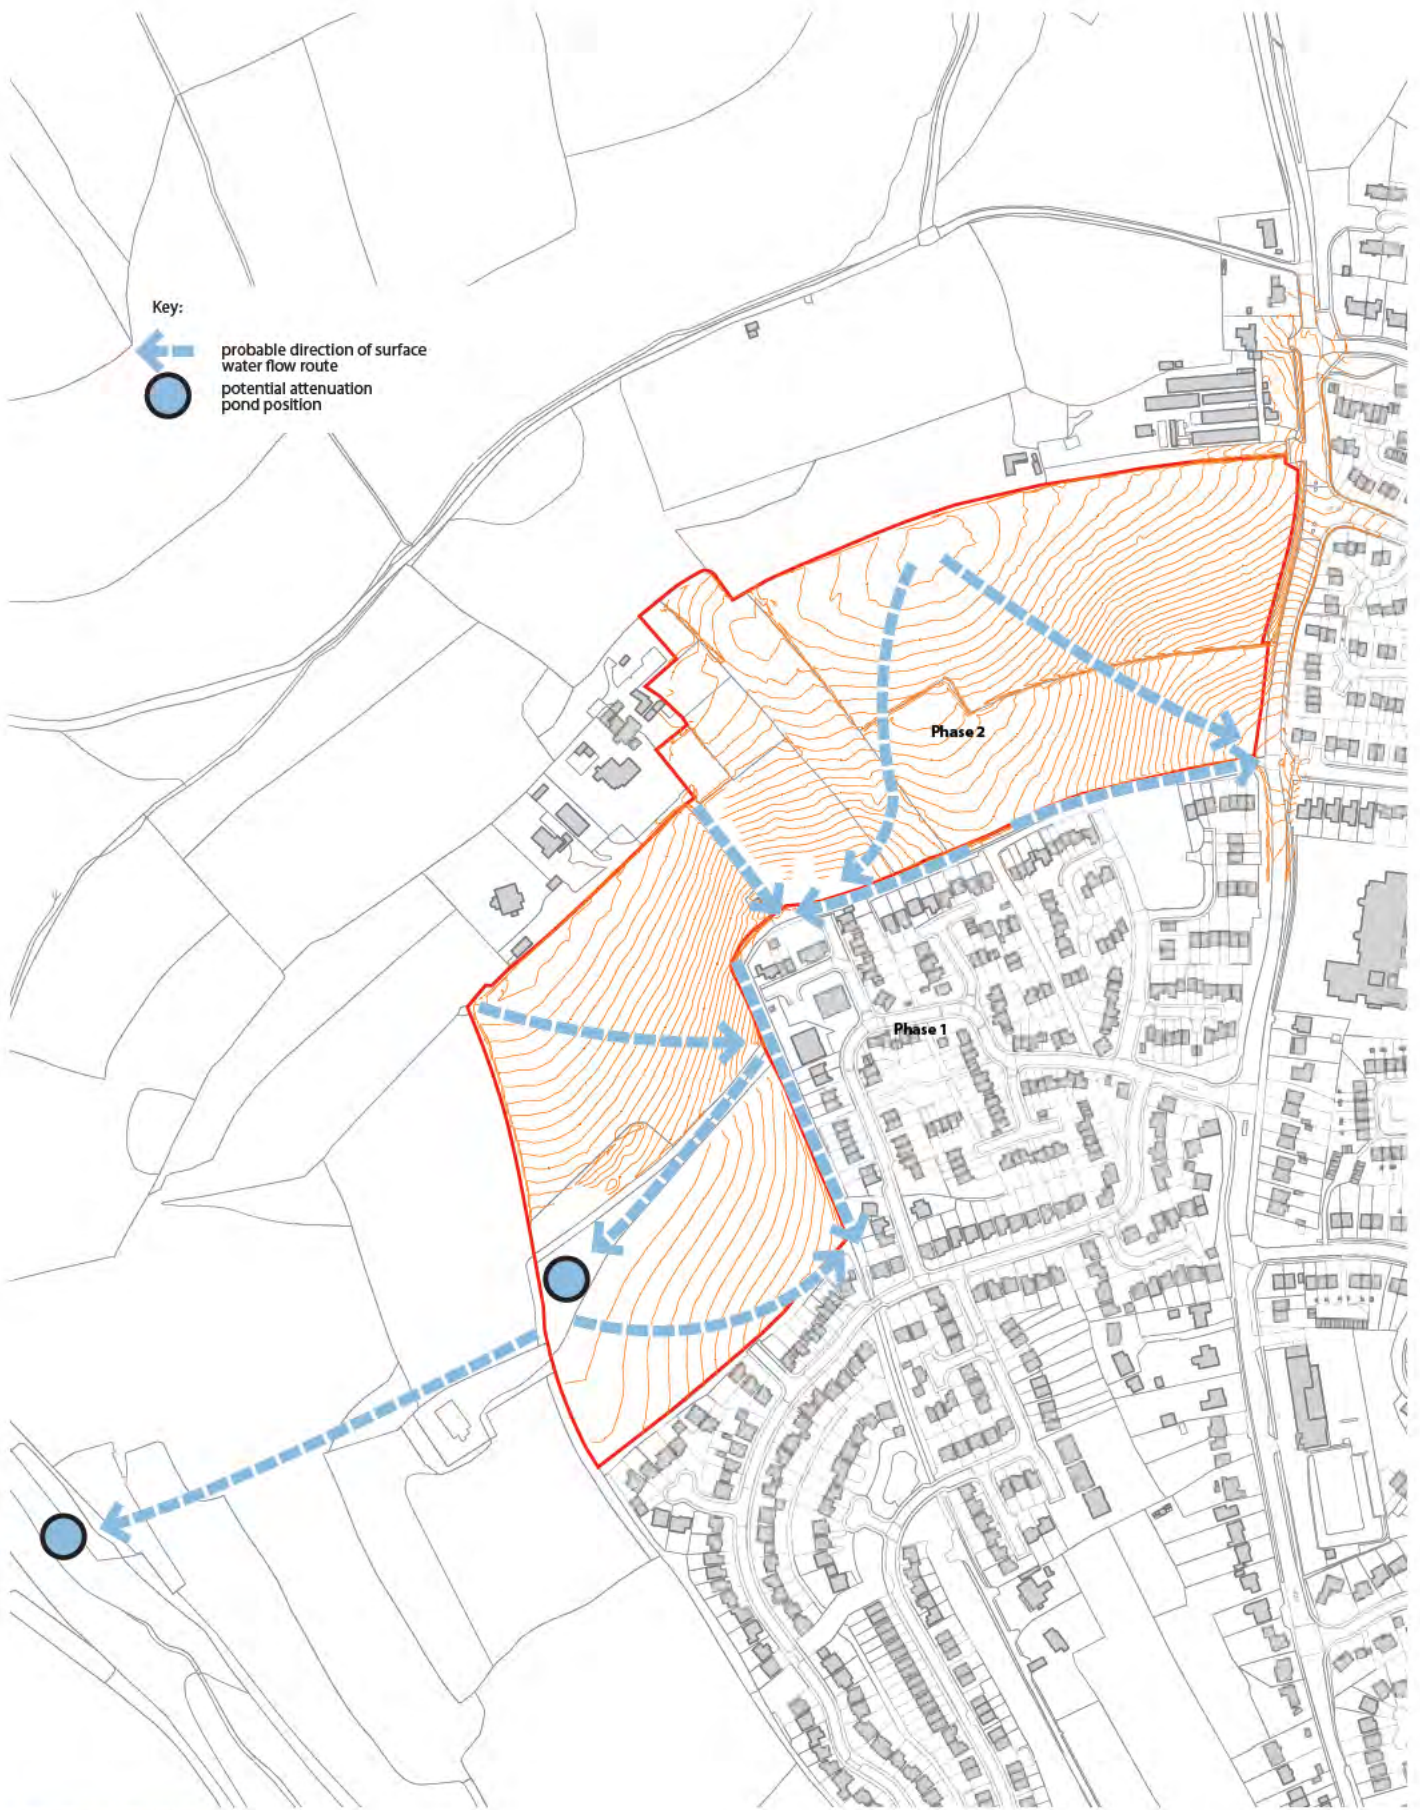 Key:
probable direction of surface
water flow route
potential attenuation
pond position
Phase 2
Phase 1